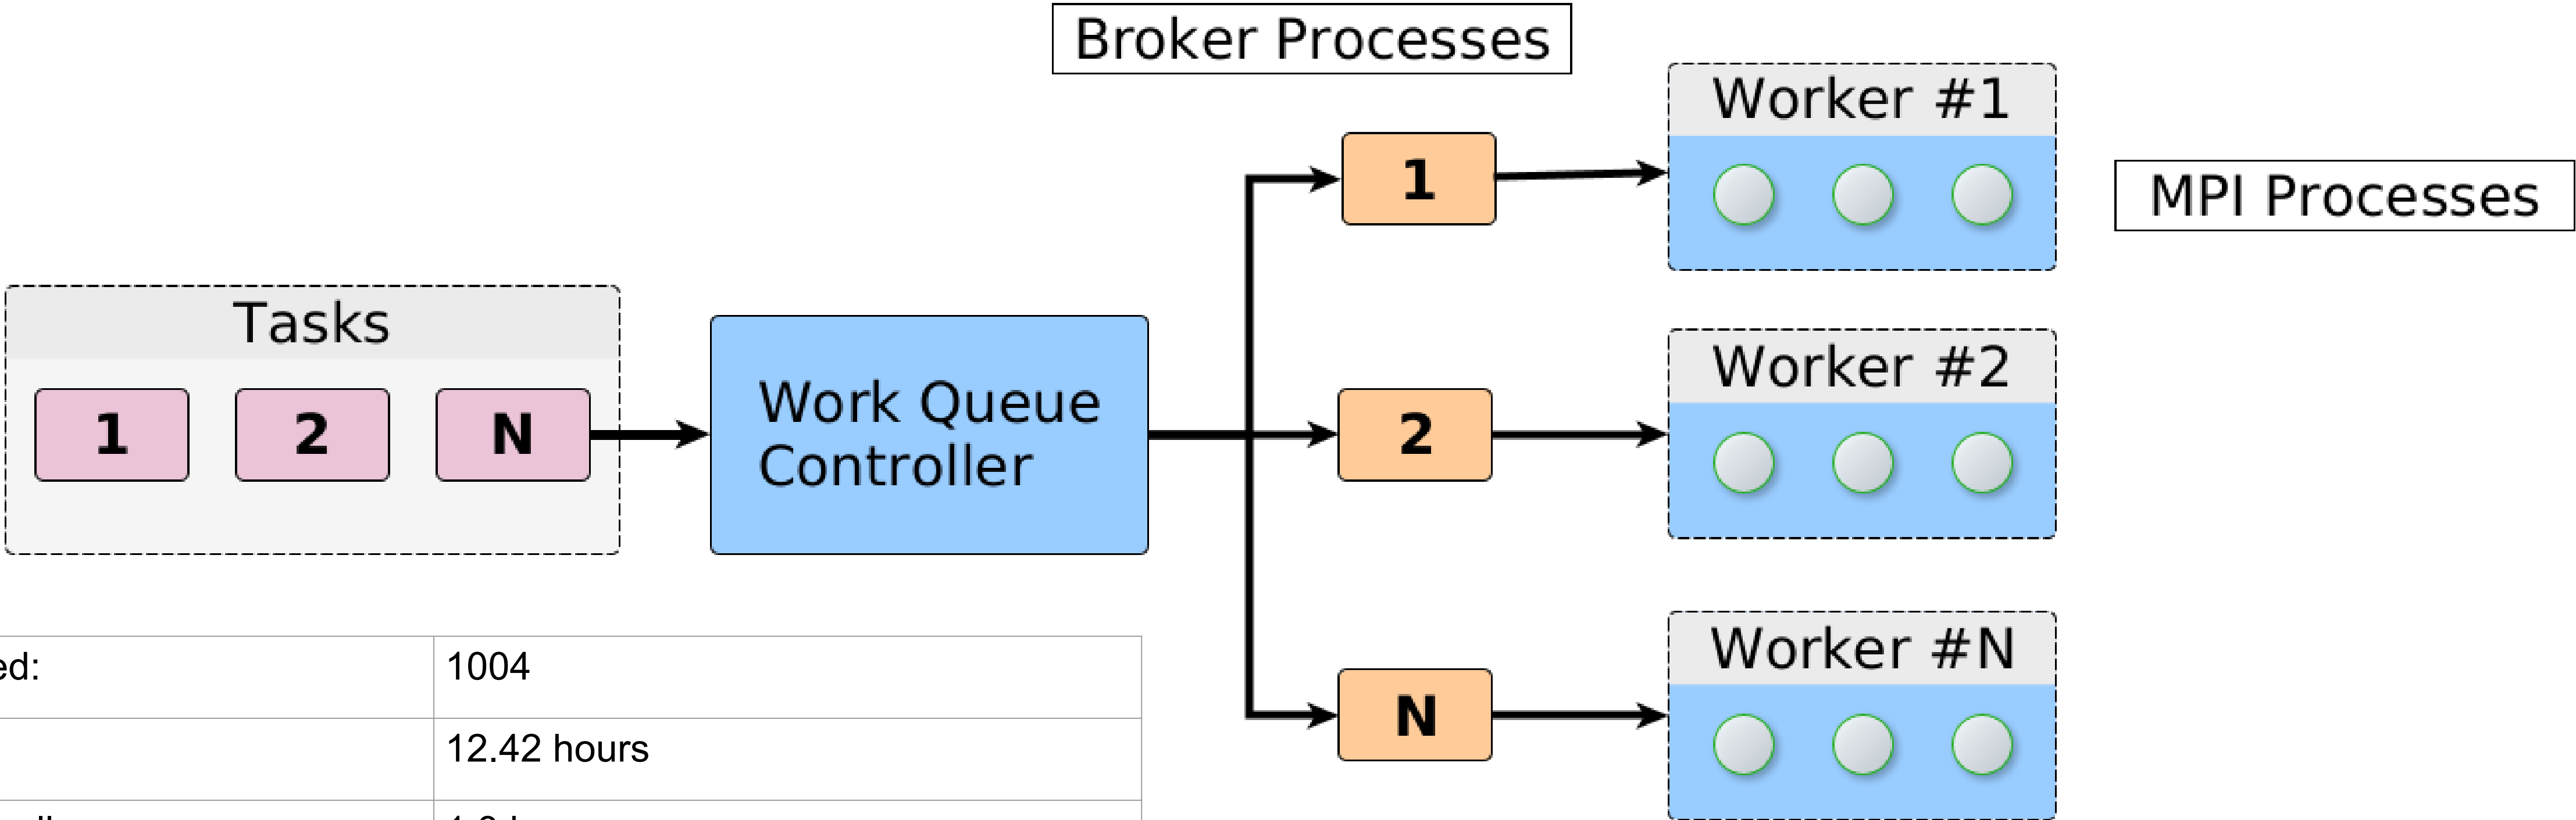 Broker Processes
Worker #1
1
MPI Processes
Tasks
1 2 N
Work Queue
Controller
2
Worker #2
N
Worker #N
1004
12.42 hours